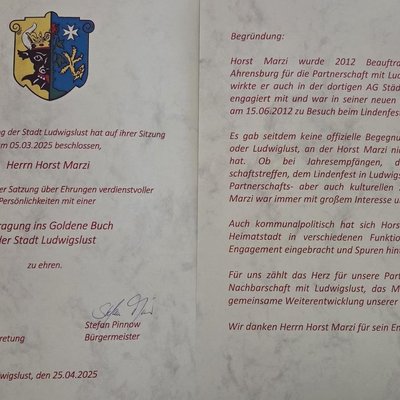 ng der Stadt Ludwigslust hat auf ihrer Sitzung
m 05.03.2025 beschlossen,
Herrn Horst Marzi
er Satzung über Ehrungen verdienstvoller
Persönlichkeiten mit einer
tragung ins Goldene Buch
der Stadt Ludwigslust
zu ehren.
Stefan Pinnow
retung Bürgermeister
wigslust, den 25.04.2025
Begründung:
Horst Marzi wurde 2012 Beauftra
Ahrensburg für die Partnerschaft mit Lud
wirkte er auch in der dortigen AG Städ
engagiert mit und war in seiner neuen
am 15.06.2012 zu Besuch beim Lindenfest
Es gab seitdem keine offizielle Begegnu
oder Ludwigslust, an der Horst Marzi nic
hat. Ob bei Jahresempfängen, d
schaftstreffen, dem Lindenfest in Ludwigs
Partnerschafts- aber auch kulturellen
Marzi war immer mit großem Interesse u
Auch kommunalpolitisch hat sich Hors
Heimatstadt in verschiedenen Funktio
Engagement eingebracht und Spuren hin
Für uns zählt das Herz für unsere Part
Nachbarschaft mit Ludwigslust, das M
gemeinsame Weiterentwicklung unserer
Wir danken Herrn Horst Marzi für sein En